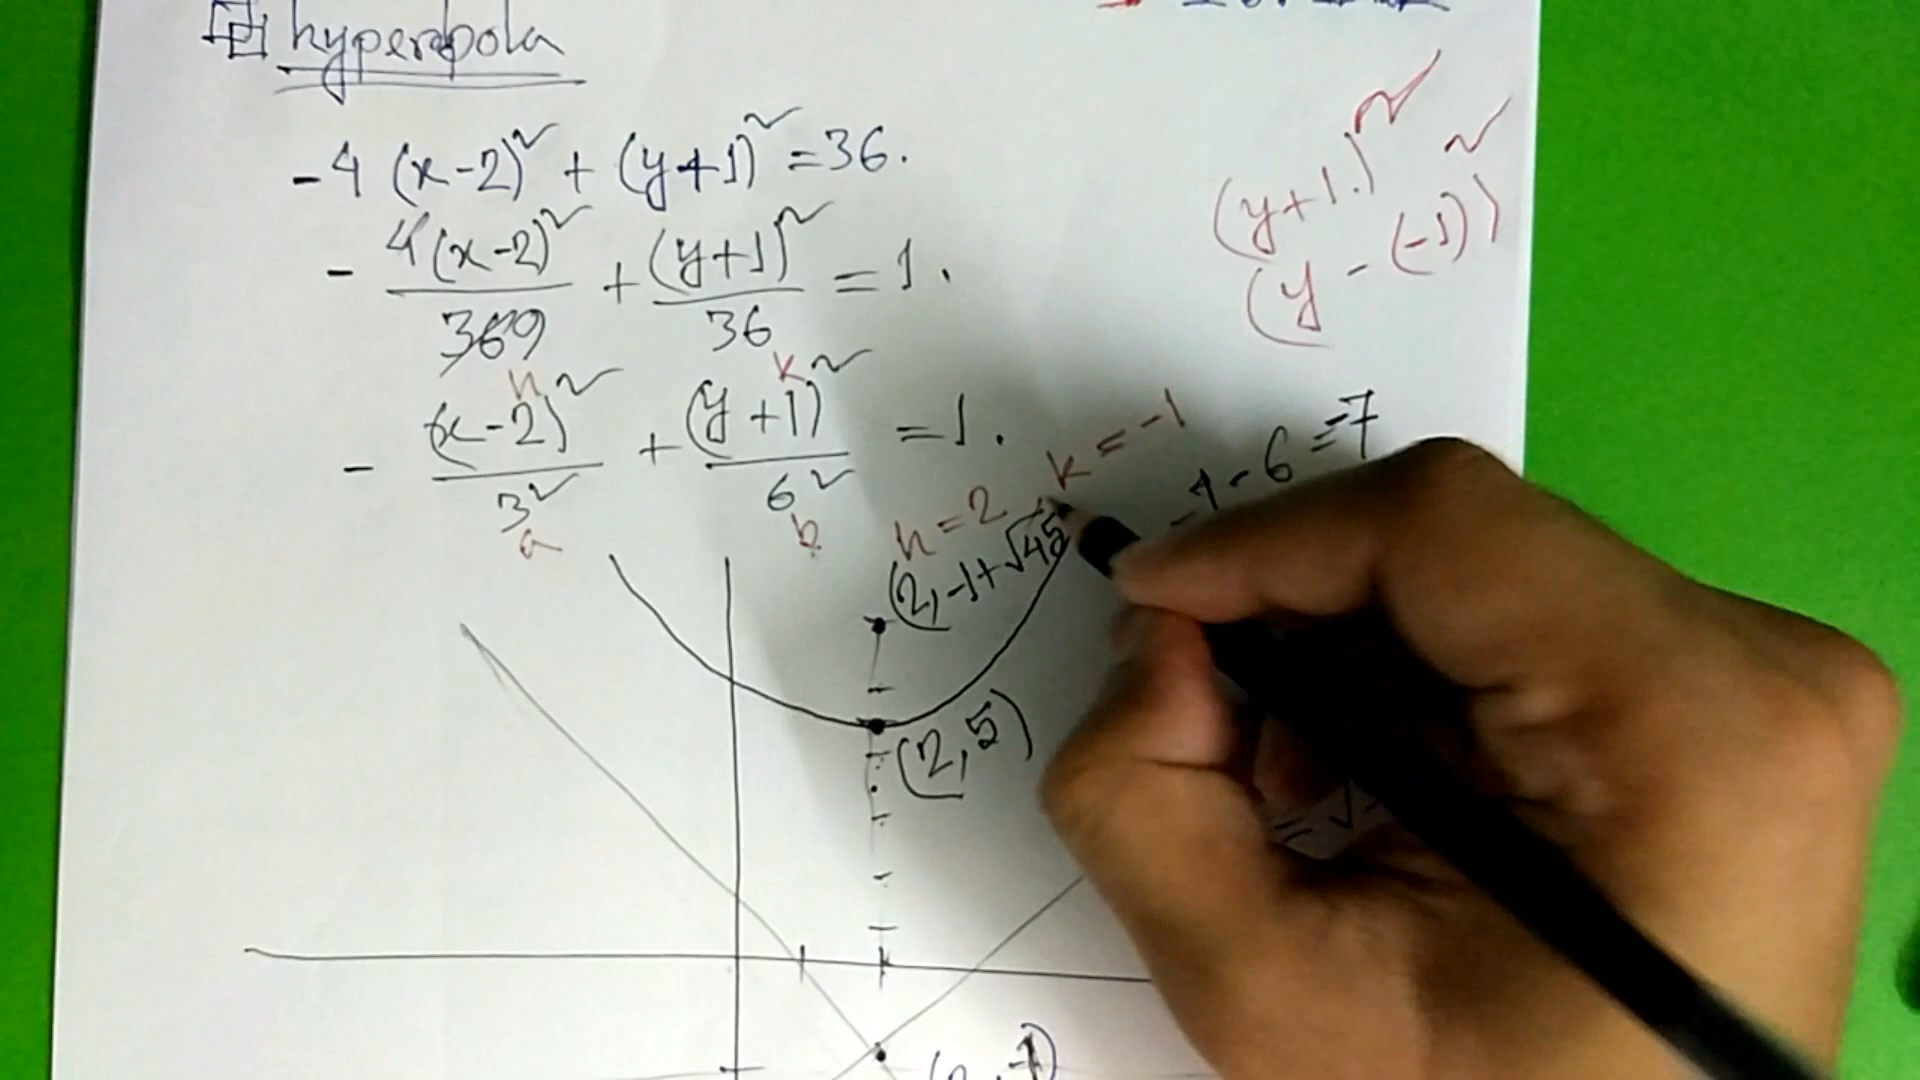 hyperbola
-4 (x-2)² + (y+1)² = 36.
- 4(x-2)²/369 + (y+1)²/36 = 1.
- (x-2)²/3² + (y+1)²/6² = 1.
h k
a b
(y+1.)²
(y - (-1))²
h = 2, k = -1
-1 - 6 = -7
(2, -1+√45
(2, 5)
= √